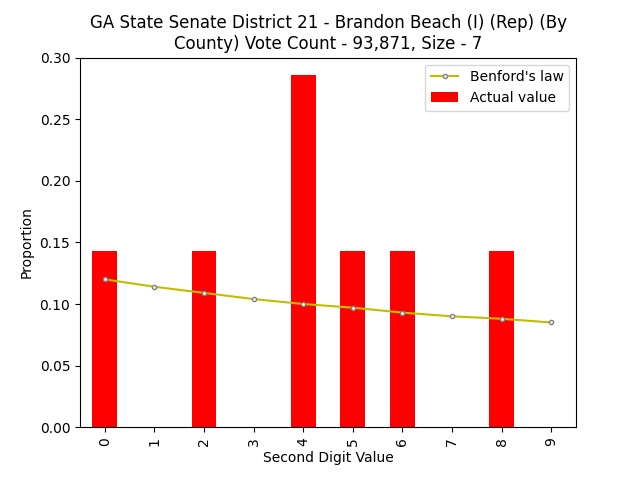 GA State Senate District 21 - Brandon Beach (I) (Rep) (By
County) Vote Count - 93,871, Size - 7
Benford's law
Actual value
0.30
0.25
0.20
0.15
0.10
0.05
0.00
Proportion
0 1 2 3 4 5 6 7 8 9
Second Digit Value